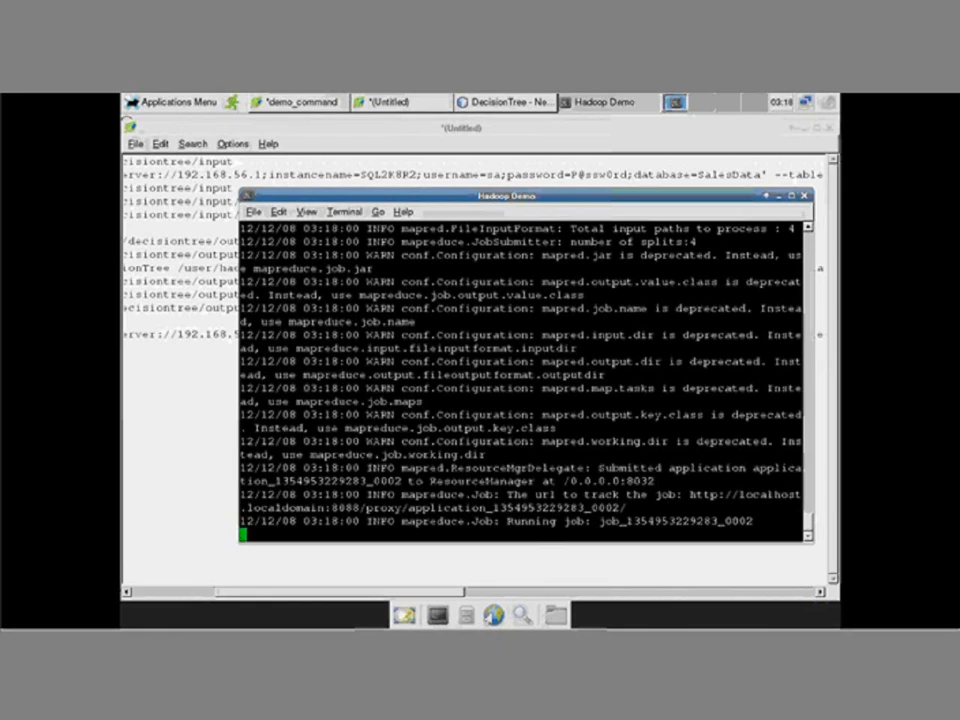 Applications Menu *demo_command *(Untitled) DecisionTree - Ne... Hadoop Demo 03:18
*(Untitled)
File Edit Search Options Help
cisiontree/input
erver://192.168.56.1;instancename=SQL2K8R2;username=sa;password=P@ssw0rd;database=SalesData' --table
cisiontree/input
cisiontree/input/
cisiontree/input/
/decisiontree/out
cisiontree/output
ionTree /user/had
cisiontree/output
cisiontree/output
ecisiontree/outpu
erver://192.168.5
Hadoop Demo
File Edit View Terminal Go Help
12/12/08 03:18:00 INFO mapred.FileInputFormat: Total input paths to process : 4
12/12/08 03:18:00 INFO mapreduce.JobSubmitter: number of splits:4
12/12/08 03:18:00 WARN conf.Configuration: mapred.jar is deprecated. Instead, us
e mapreduce.job.jar
12/12/08 03:18:00 WARN conf.Configuration: mapred.output.value.class is deprecat
ed. Instead, use mapreduce.job.output.value.class
12/12/08 03:18:00 WARN conf.Configuration: mapred.job.name is deprecated. Instea
d, use mapreduce.job.name
12/12/08 03:18:00 WARN conf.Configuration: mapred.input.dir is deprecated. Inste
ad, use mapreduce.input.fileinputformat.inputdir
12/12/08 03:18:00 WARN conf.Configuration: mapred.output.dir is deprecated. Inst
ead, use mapreduce.output.fileoutputformat.outputdir
12/12/08 03:18:00 WARN conf.Configuration: mapred.map.tasks is deprecated. Inste
ad, use mapreduce.job.maps
12/12/08 03:18:00 WARN conf.Configuration: mapred.output.key.class is deprecated
. Instead, use mapreduce.job.output.key.class
12/12/08 03:18:00 WARN conf.Configuration: mapred.working.dir is deprecated. Ins
tead, use mapreduce.job.working.dir
12/12/08 03:18:00 INFO mapred.ResourceMgrDelegate: Submitted application applica
tion_1354953229283_0002 to ResourceManager at /0.0.0.0:8032
12/12/08 03:18:00 INFO mapreduce.Job: The url to track the job: http://localhost
.localdomain:8088/proxy/application_1354953229283_0002/
12/12/08 03:18:00 INFO mapreduce.Job: Running job: job_1354953229283_0002